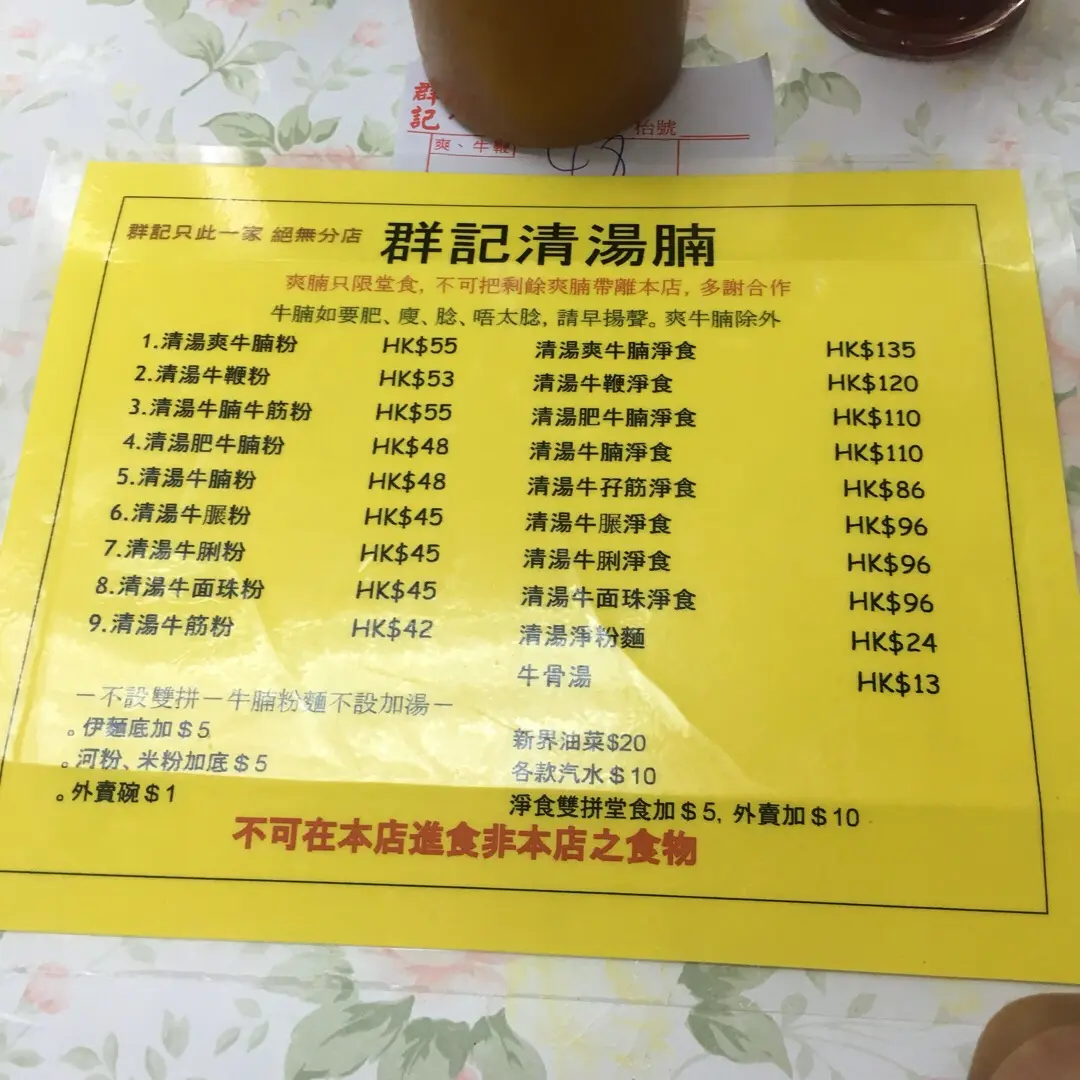 群記
枱號
爽、牛鞭
48
群記只此一家 絕無分店
群記清湯腩
爽腩只限堂食, 不可把剩餘爽腩帶離本店, 多謝合作
牛腩如要肥、瘦、腍、唔太腍, 請早揚聲。爽牛腩除外
1.清湯爽牛腩粉 HK$55 清湯爽牛腩淨食 HK$135
2.清湯牛鞭粉 HK$53 清湯牛鞭淨食 HK$120
3.清湯牛腩牛筋粉 HK$55 清湯肥牛腩淨食 HK$110
4.清湯肥牛腩粉 HK$48 清湯牛腩淨食 HK$110
5.清湯牛腩粉 HK$48 清湯牛孖筋淨食 HK$86
6.清湯牛脤粉 HK$45 清湯牛脤淨食 HK$96
7.清湯牛脷粉 HK$45 清湯牛脷淨食 HK$96
8.清湯牛面珠粉 HK$45 清湯牛面珠淨食 HK$96
9.清湯牛筋粉 HK$42 清湯淨粉麵 HK$24
牛骨湯 HK$13
－不設雙拼－牛腩粉麵不設加湯－
。伊麵底加＄5 新界油菜$20
。河粉、米粉加底＄5 各款汽水＄10
。外賣碗＄1 淨食雙拼堂食加＄5, 外賣加＄10
不可在本店進食非本店之食物